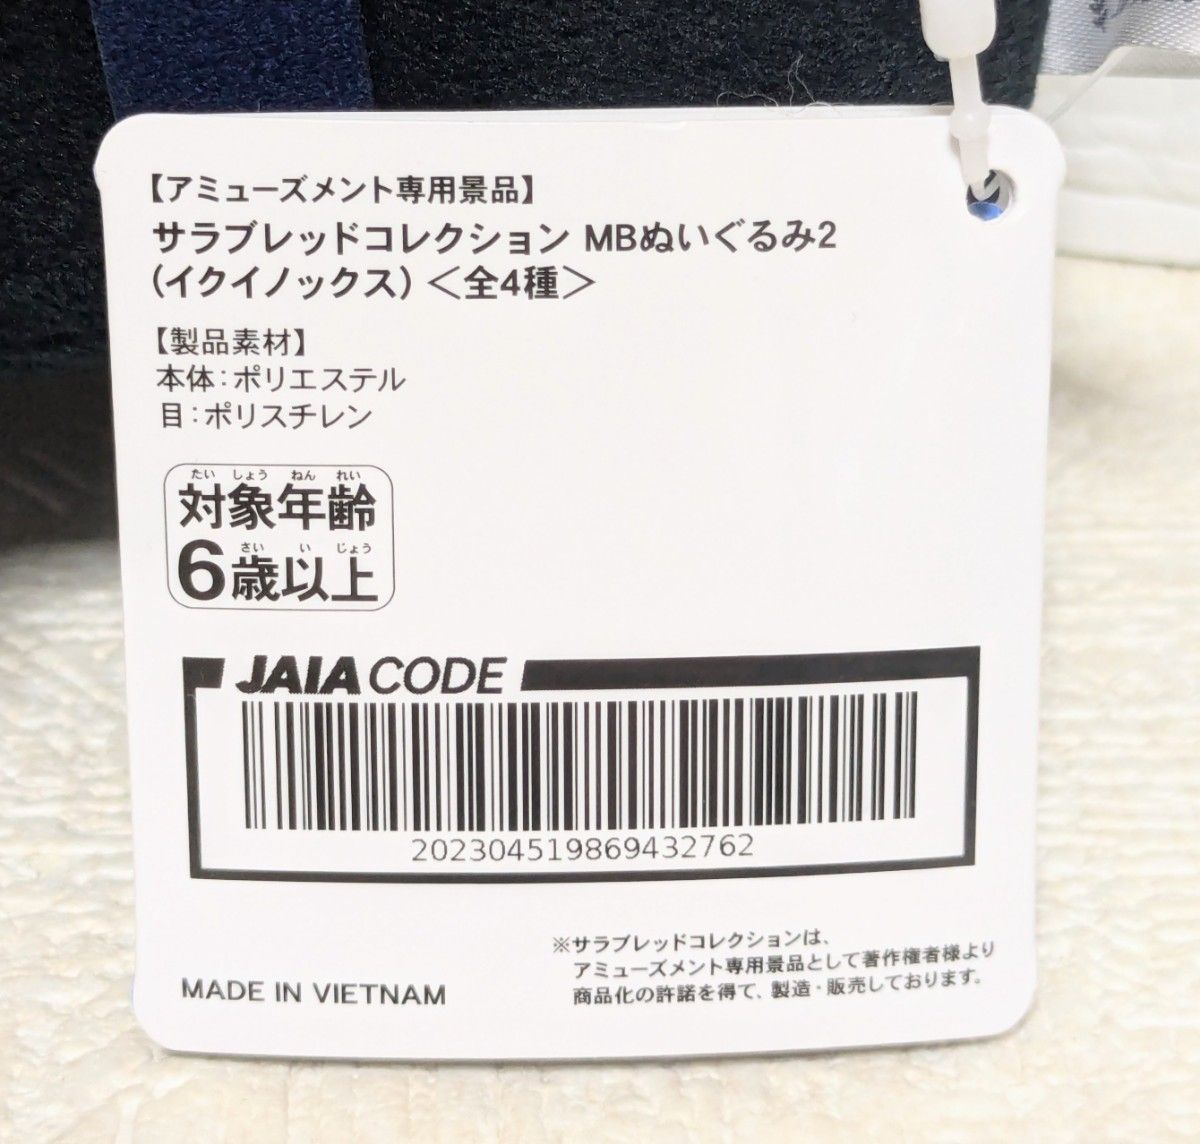 【アミューズメント専用景品】
サラブレッドコレクション MBぬいぐるみ2
(イクイノックス) <全4種>
【製品素材】
本体:ポリエステル
目:ポリスチレン
たい しょう ねん れい
対象年齢
さい い じょう
6歳以上
JAIA CODE
202304519869432762
※サラブレッドコレクションは、
アミューズメント専用景品として著作権者様より
商品化の許諾を得て、製造・販売しております。
MADE IN VIETNAM